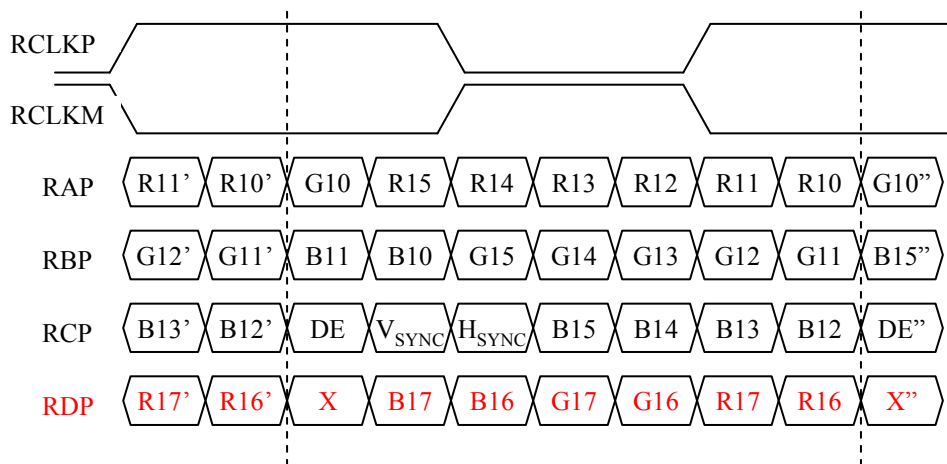 RCLKP
RCLKM
RAP R11’ R10’ G10 R15 R14 R13 R12 R11 R10 G10”
RBP G12’ G11’ B11 B10 G15 G14 G13 G12 G11 B15”
RCP B13’ B12’ DE VSYNC HSYNC B15 B14 B13 B12 DE”
RDP R17’ R16’ X B17 B16 G17 G16 R17 R16 X”